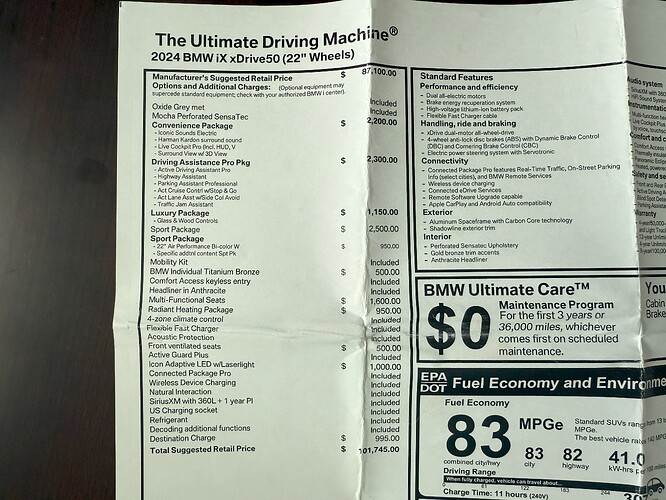 The Ultimate Driving Machine®
2024 BMW iX xDrive50 (22" Wheels)
Manufacturer's Suggested Retail Price $ 87,100.00
Options and Additional Charges: (Optional equipment may
supercede standard equipment; check with your authorized BMW i center).
Oxide Grey met Included
Mocha Perforated SensaTec Included
Convenience Package $ 2,200.00
- Iconic Sounds Electric
- Harman Kardon surround sound
- Live Cockpit Pro (incl. HUD, V
- Surround View w/ 3D View
Driving Assistance Pro Pkg $ 2,300.00
- Active Driving Assistant Pro
- Highway Assistant
- Parking Assistant Professional
- Act Cruise Contrl w/Stop & Go
- Act Lane Asst w/Side Col Avoid
- Traffic Jam Assistant
Luxury Package $ 1,150.00
- Glass & Wood Controls
Sport Package $ 2,500.00
Sport Package
- 22" Air Performance Bi-color W $ 950.00
- Specific addtnl content Spt Pk
Mobility Kit Included
BMW Individual Titanium Bronze $ 500.00
Comfort Access keyless entry Included
Headliner in Anthracite Included
Multi-Functional Seats $ 1,600.00
Radiant Heating Package $ 950.00
4-zone climate control Included
Flexible Fast Charger Included
Acoustic Protection Included
Front ventilated seats $ 500.00
Active Guard Plus Included
Icon Adaptive LED w/Laserlight $ 1,000.00
Connected Package Pro Included
Wireless Device Charging Included
Natural Interaction Included
SiriusXM with 360L + 1 year Pl Included
US Charging socket Included
Refrigerant Included
Decoding additional functions Included
Destination Charge $ 995.00
Total Suggested Retail Price $ 101,745.00
Standard Features
Performance and efficiency
- Dual all-electric motors
- Brake energy recuperation system
- High-voltage lithium-ion battery pack
- Flexible Fast Charger cable
Handling, ride and braking
- xDrive dual-motor all-wheel-drive
- 4-wheel anti-lock disc brakes (ABS) with Dynamic Brake Control
(DBC) and Cornering Brake Control (CBC)
- Electric power steering system with Servotronic
Connectivity
- Connected Package Pro features Real-Time Traffic, On-Street Parking
Info (select cities), and BMW Remote Services
- Wireless device charging
- Connected eDrive Services
- Remote Software Upgrade capable
- Apple CarPlay and Android Auto compatibility
Exterior
- Aluminum Spaceframe with Carbon Core technology
- Shadowline exterior trim
Interior
- Perforated Sensatec Upholstery
- Gold bronze trim accents
- Anthracite Headliner
BMW Ultimate Care™
$0
Maintenance Program
For the first 3 years or
36,000 miles, whichever
comes first on scheduled
maintenance.
You
Cabin
Brake
EPA
DOT
Fuel Economy and Environme
Fuel Economy
83 MPGe
combined city/hwy
83
city
82
highway
41.0
kW-hrs
Standard SUVs rang
MPGe.
The best vehicle
Driving Range
When fully charged, vehicle can travel about...
0 61 122 183 244
Charge Time: 11 hours (240V)